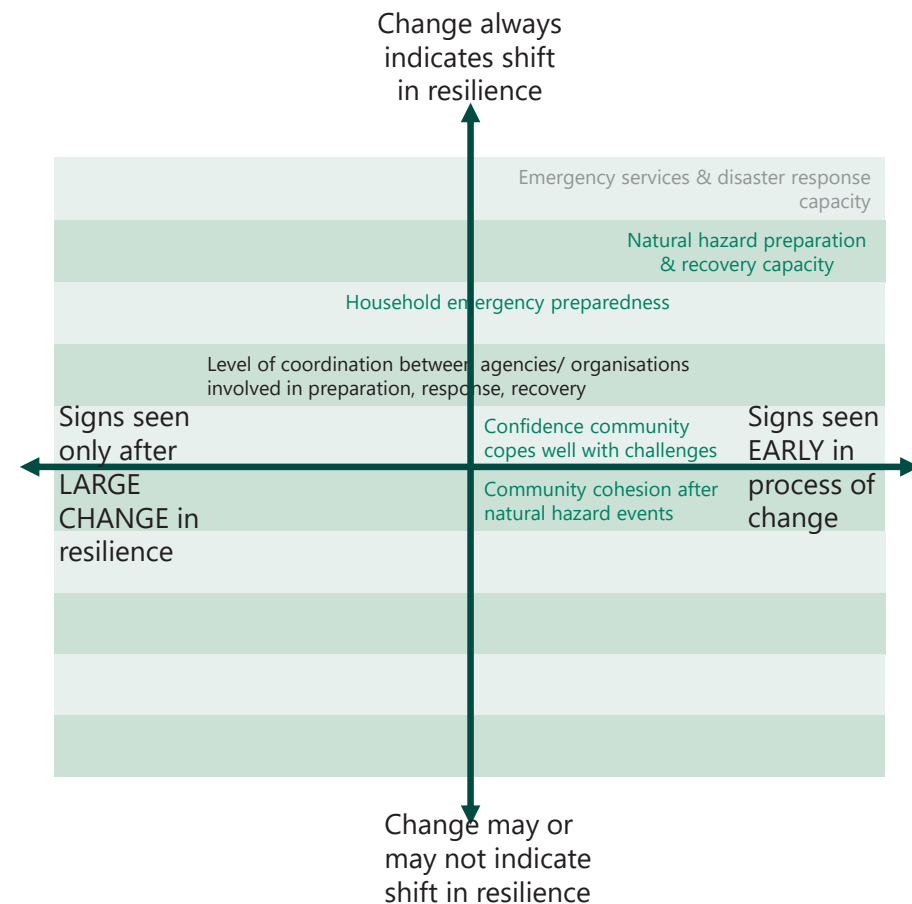 Change always
indicates shift
in resilience
Emergency services & disaster response
capacity
Natural hazard preparation
& recovery capacity
Household emergency preparedness
Level of coordination between agencies/ organisations
involved in preparation, response, recovery
Signs seen
only after
LARGE
CHANGE in
resilience
Confidence community
copes well with challenges
Community cohesion after
natural hazard events
Signs seen
EARLY in
process of
change
Change may or
may not indicate
shift in resilience